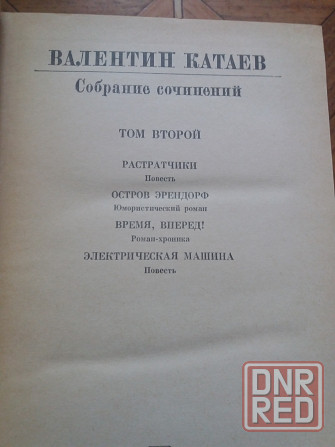 ВАЛЕНТИН КАТАЕВ
Собрание сочинений
ТОМ ВТОРОЙ
РАСТРАТЧИКИ
Повесть
ОСТРОВ ЭРЕНДОРФ
Юмористический роман
ВРЕМЯ, ВПЕРЕД!
Роман-хроника
ЭЛЕКТРИЧЕСКАЯ МАШИНА
Повесть
DNR
RED